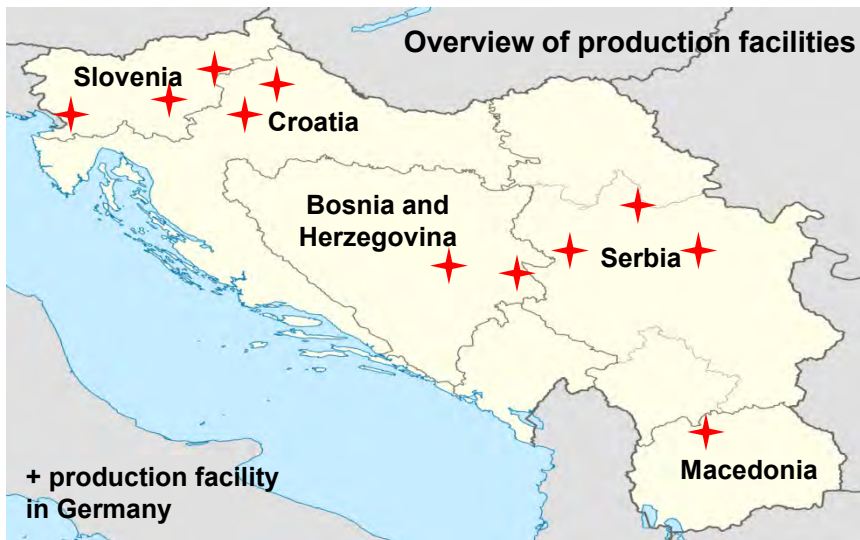 Overview of production facilities
Slovenia
Croatia
Bosnia and
Herzegovina
Serbia
Macedonia
+ production facility
in Germany